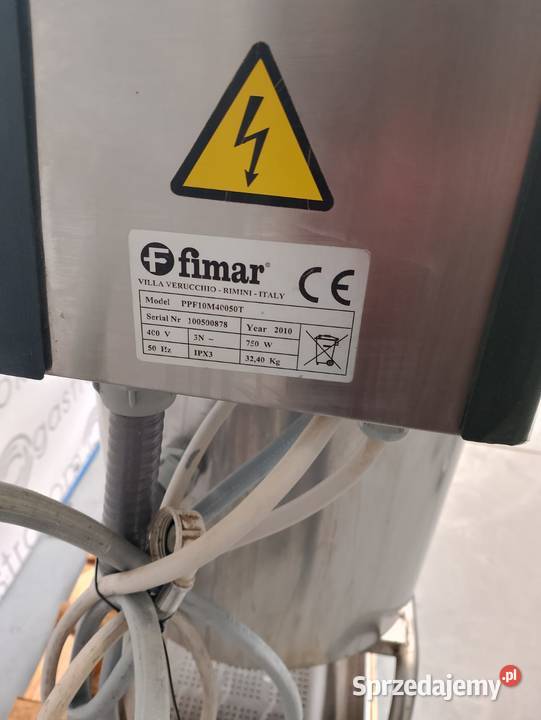 fimar®
VILLA VERUCCHIO - RIMINI - ITALY
CE
Model PPF10M40050T
Serial Nr 100500878 Year 2010
400 V 3N ~ 750 W
50 Hz IPX3 32,40 Kg
gastro
Sprzedajemy.pl